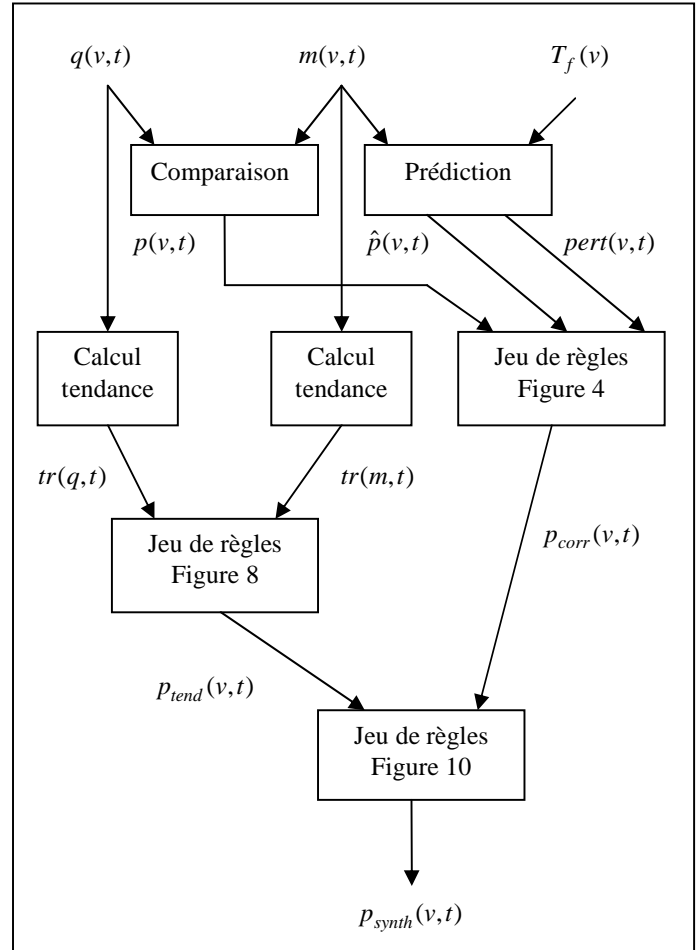 q(v,t) m(v,t) T_f(v)
Comparaison Prédiction
p(v,t) p̂(v,t) pert(v,t)
Calcul
tendance
Calcul
tendance
Jeu de règles
Figure 4
tr(q,t) tr(m,t)
Jeu de règles
Figure 8
p_corr(v,t)
p_tend(v,t)
Jeu de règles
Figure 10
p_synth(v,t)